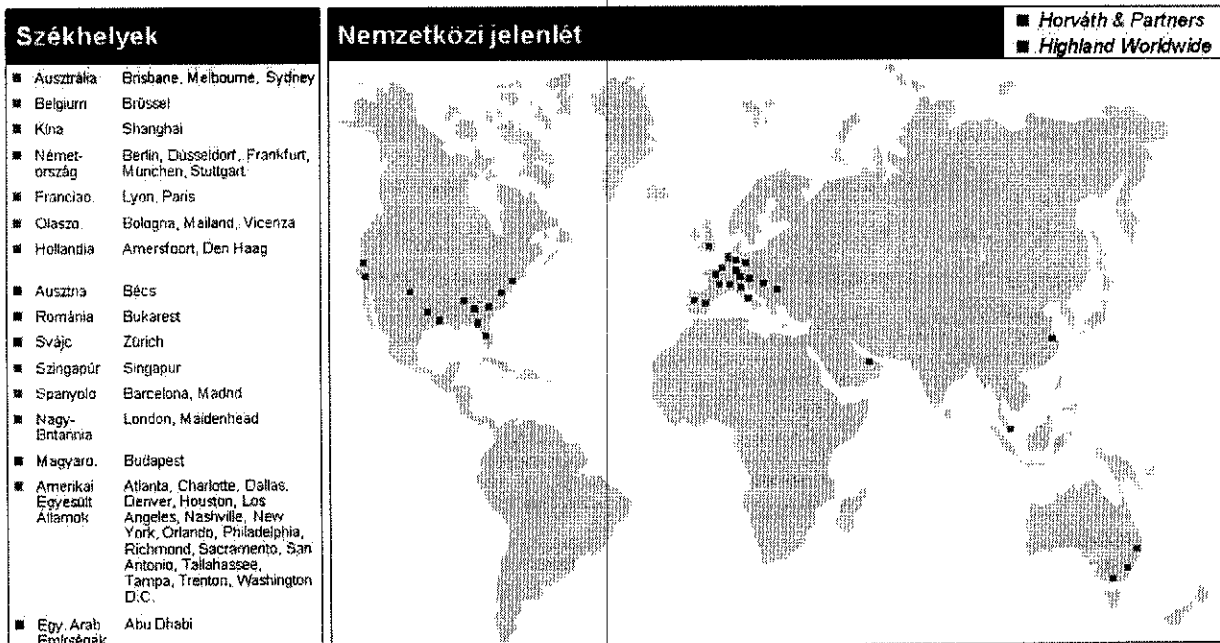 Székhelyek
Nemzetközi jelenlét
Horváth & Partners
Highland Worldwide
Ausztrália Brisbane, Melbourne, Sydney
Belgium Brüssel
Kína Shanghai
Német- Berlin, Düsseldorf, Frankfurt,
ország München, Stuttgart
Franciao. Lyon, Paris
Olaszo. Bologna, Mailand, Vicenza
Hollandia Amersfoort, Den Haag
Ausztria Bécs
Románia Bukarest
Svájc Zürich
Szingapúr Singapur
Spanyolo Barcelona, Madrid
Nagy- London, Maidenhead
Britannia
Magyaro. Budapest
Amerikai Atlanta, Charlotte, Dallas,
Egyesült Denver, Houston, Los
Államok Angeles, Nashville, New
York, Orlando, Philadelphia,
Richmond, Sacramento, San
Antonio, Tallahassee,
Tampa, Trenton, Washington
D.C.
Egy. Arab Abu Dhabi
Emírségák